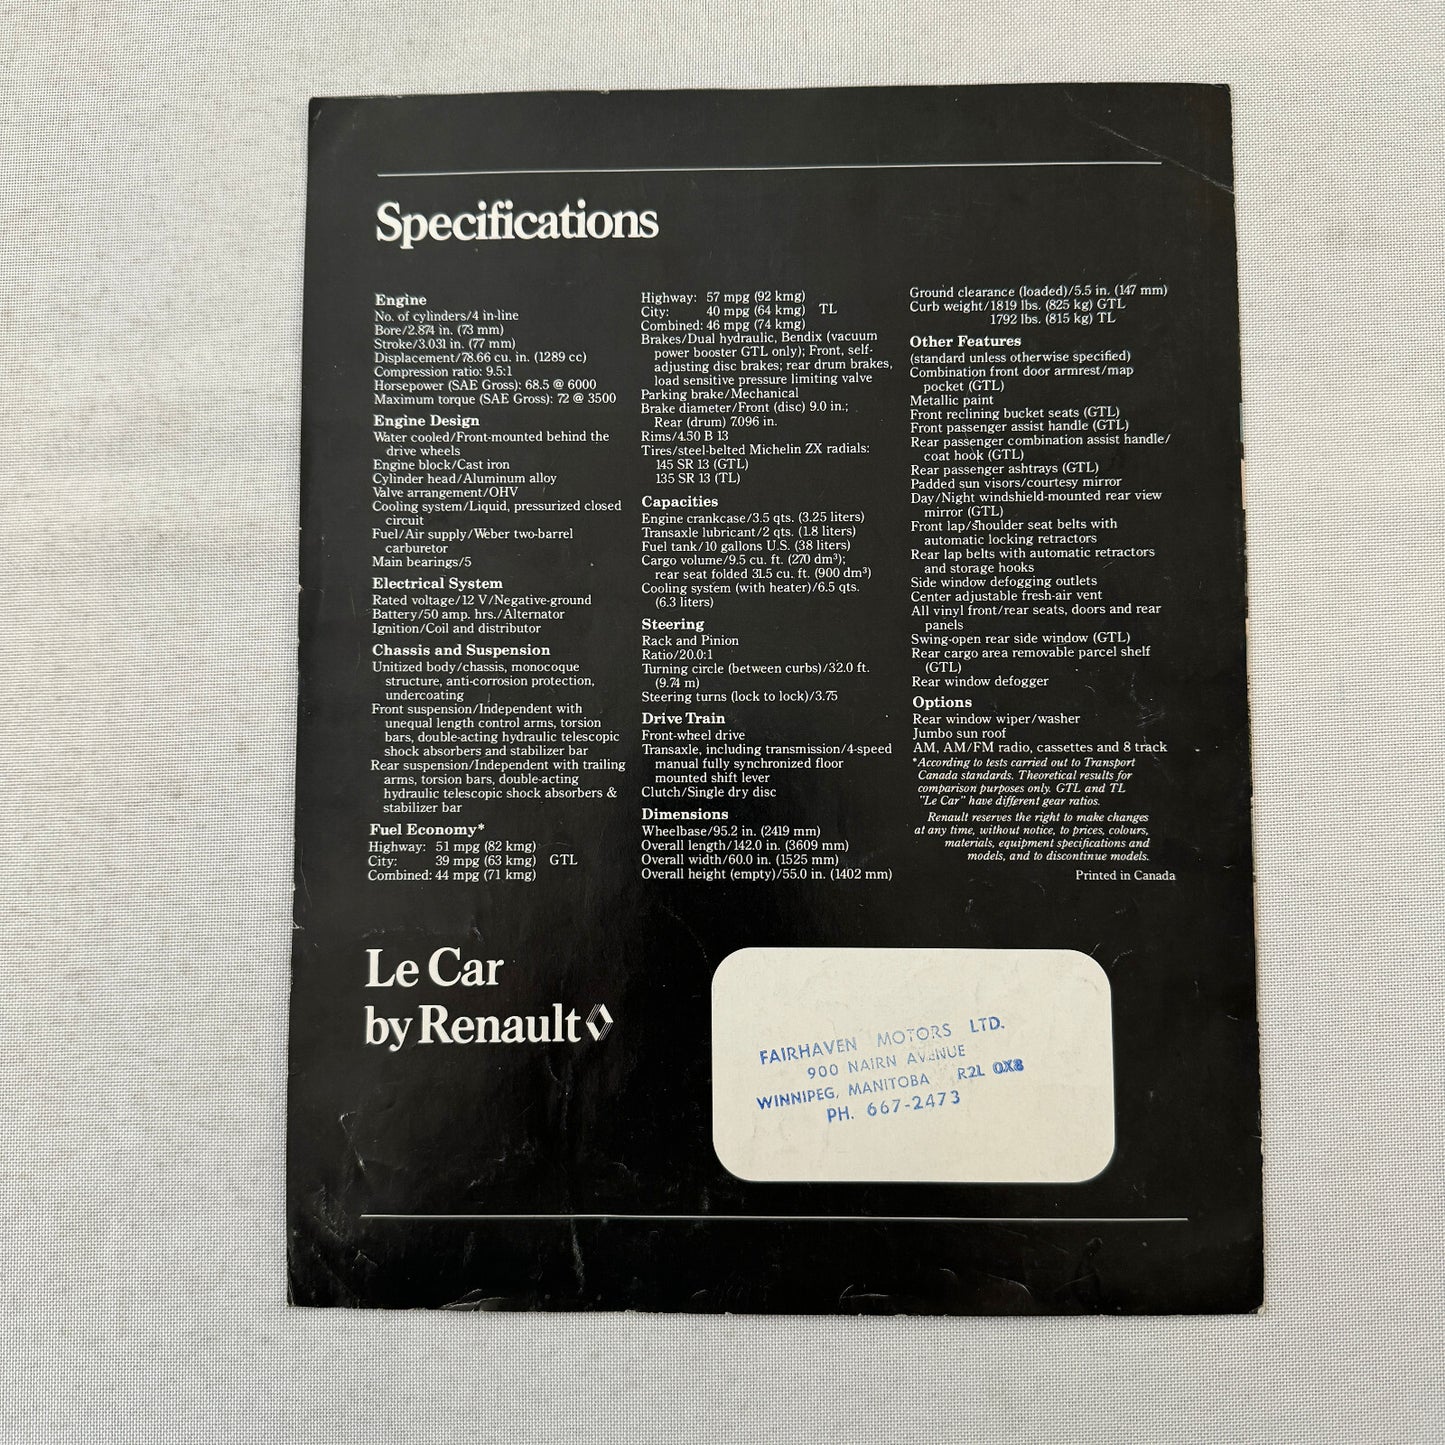 Specifications
Engine
No. of cylinders/4 in-line
Bore/2.874 in. (73 mm)
Stroke/3.031 in. (77 mm)
Displacement/78.66 cu. in. (1289 cc)
Compression ratio: 9.5:1
Horsepower (SAE Gross): 68.5 @ 6000
Maximum torque (SAE Gross): 72 @ 3500
Engine Design
Water cooled/Front-mounted behind the
drive wheels
Engine block/Cast iron
Cylinder head/Aluminum alloy
Valve arrangement/OHV
Cooling system/Liquid, pressurized closed
circuit
Fuel/Air supply/Weber two-barrel
carburetor
Main bearings/5
Electrical System
Rated voltage/12 V/Negative-ground
Battery/50 amp. hrs./Alternator
Ignition/Coil and distributor
Chassis and Suspension
Unitized body/chassis, monocoque
structure, anti-corrosion protection,
undercoating
Front suspension/Independent with
unequal length control arms, torsion
bars, double-acting hydraulic telescopic
shock absorbers and stabilizer bar
Rear suspension/Independent with trailing
arms, torsion bars, double-acting
hydraulic telescopic shock absorbers &
stabilizer bar
Fuel Economy*
Highway: 51 mpg (82 kmg)
City: 39 mpg (63 kmg) GTL
Combined: 44 mpg (71 kmg)
Highway: 57 mpg (92 kmg)
City: 40 mpg (64 kmg) TL
Combined: 46 mpg (74 kmg)
Brakes/Dual hydraulic, Bendix (vacuum
power booster GTL only); Front, self-
adjusting disc brakes; rear drum brakes,
load sensitive pressure limiting valve
Parking brake/Mechanical
Brake diameter/Front (disc) 9.0 in.;
Rear (drum) 7.096 in.
Rims/4.50 B 13
Tires/steel-belted Michelin ZX radials:
145 SR 13 (GTL)
135 SR 13 (TL)
Capacities
Engine crankcase/3.5 qts. (3.25 liters)
Transaxle lubricant/2 qts. (1.8 liters)
Fuel tank/10 gallons U.S. (38 liters)
Cargo volume/9.5 cu. ft. (270 dm³);
rear seat folded 31.5 cu. ft. (900 dm³)
Cooling system (with heater)/6.5 qts.
(6.3 liters)
Steering
Rack and Pinion
Ratio/20.0:1
Turning circle (between curbs)/32.0 ft.
(9.74 m)
Steering turns (lock to lock)/3.75
Drive Train
Front-wheel drive
Transaxle, including transmission/4-speed
manual fully synchronized floor
mounted shift lever
Clutch/Single dry disc
Dimensions
Wheelbase/95.2 in. (2419 mm)
Overall length/142.0 in. (3609 mm)
Overall width/60.0 in. (1525 mm)
Overall height (empty)/55.0 in. (1402 mm)
Ground clearance (loaded)/5.5 in. (147 mm)
Curb weight/1819 lbs. (825 kg) GTL
1792 lbs. (815 kg) TL
Other Features
(standard unless otherwise specified)
Combination front door armrest/map
pocket (GTL)
Metallic paint
Front reclining bucket seats (GTL)
Front passenger assist handle (GTL)
Rear passenger combination assist handle/
coat hook (GTL)
Rear passenger ashtrays (GTL)
Padded sun visors/courtesy mirror
Day/Night windshield-mounted rear view
mirror (GTL)
Front lap/shoulder seat belts with
automatic locking retractors
Rear lap belts with automatic retractors
and storage hooks
Side window defogging outlets
Center adjustable fresh-air vent
All vinyl front/rear seats, doors and rear
panels
Swing-open rear side window (GTL)
Rear cargo area removable parcel shelf
(GTL)
Rear window defogger
Options
Rear window wiper/washer
Jumbo sun roof
AM, AM/FM radio, cassettes and 8 track
*According to tests carried out to Transport
Canada standards. Theoretical results for
comparison purposes only. GTL and TL
"Le Car" have different gear ratios.
Renault reserves the right to make changes
at any time, without notice, to prices, colours,
materials, equipment specifications and
models, and to discontinue models.
Printed in Canada
Le Car
by Renault
FAIRHAVEN MOTORS LTD.
900 NAIRN AVENUE
WINNIPEG, MANITOBA R2L 0X8
PH. 667-2473